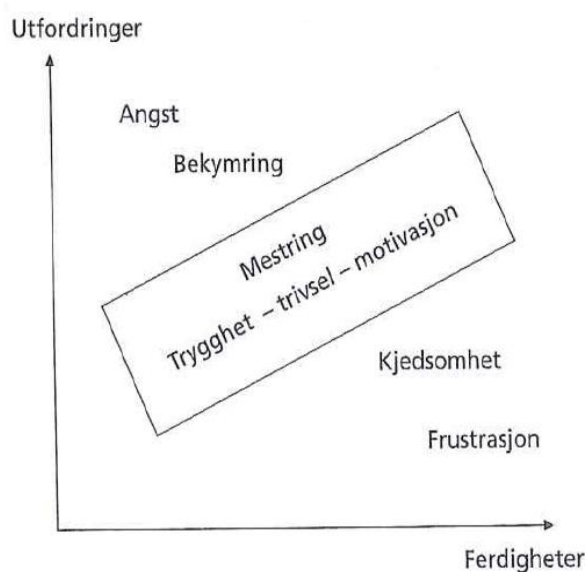 Utfordringer
Angst
Bekymring
Mestring
Trygghet – trivsel – motivasjon
Kjedsomhet
Frustrasjon
Ferdigheter